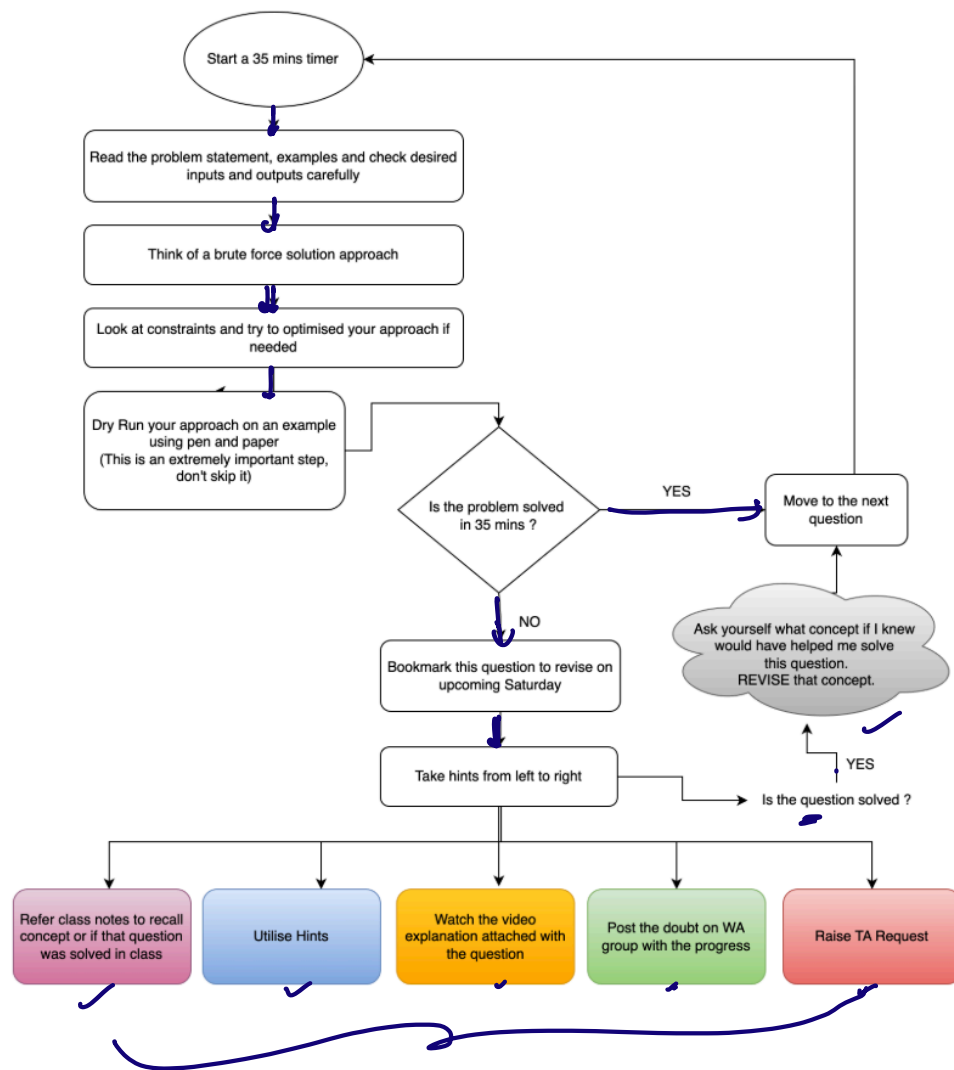 Start a 35 mins timer
Read the problem statement, examples and check desired
inputs and outputs carefully
Think of a brute force solution approach
Look at constraints and try to optimised your approach if
needed
Dry Run your approach on an example
using pen and paper
(This is an extremely important step,
don't skip it)
Is the problem solved
in 35 mins ?
YES
Move to the next
question
NO
Bookmark this question to revise on
upcoming Saturday
Ask yourself what concept if I knew
would have helped me solve
this question.
REVISE that concept.
Take hints from left to right
YES
Is the question solved ?
Refer class notes to recall
concept or if that question
was solved in class
Utilise Hints
Watch the video
explanation attached with
the question
Post the doubt on WA
group with the progress
Raise TA Request